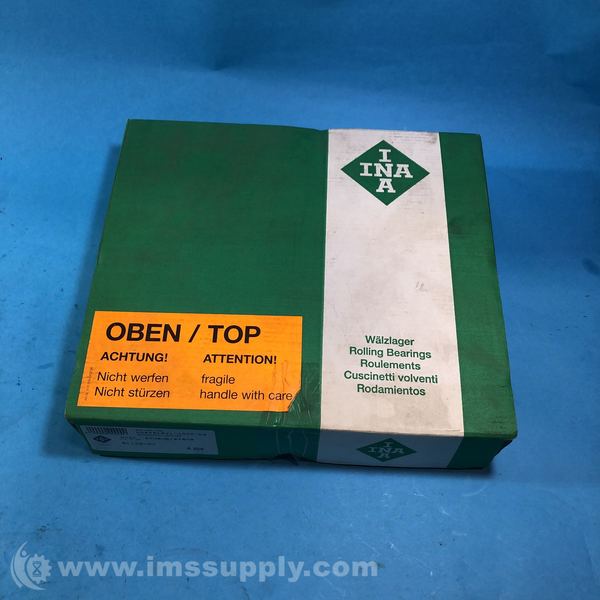 INA
INA
OBEN / TOP
ACHTUNG! ATTENTION!
Nicht werfen fragile
Nicht stürzen handle with care
Wälzlager
Rolling Bearings
Roulements
Cuscinetti volventi
Rodamientos
www.imssupply.com